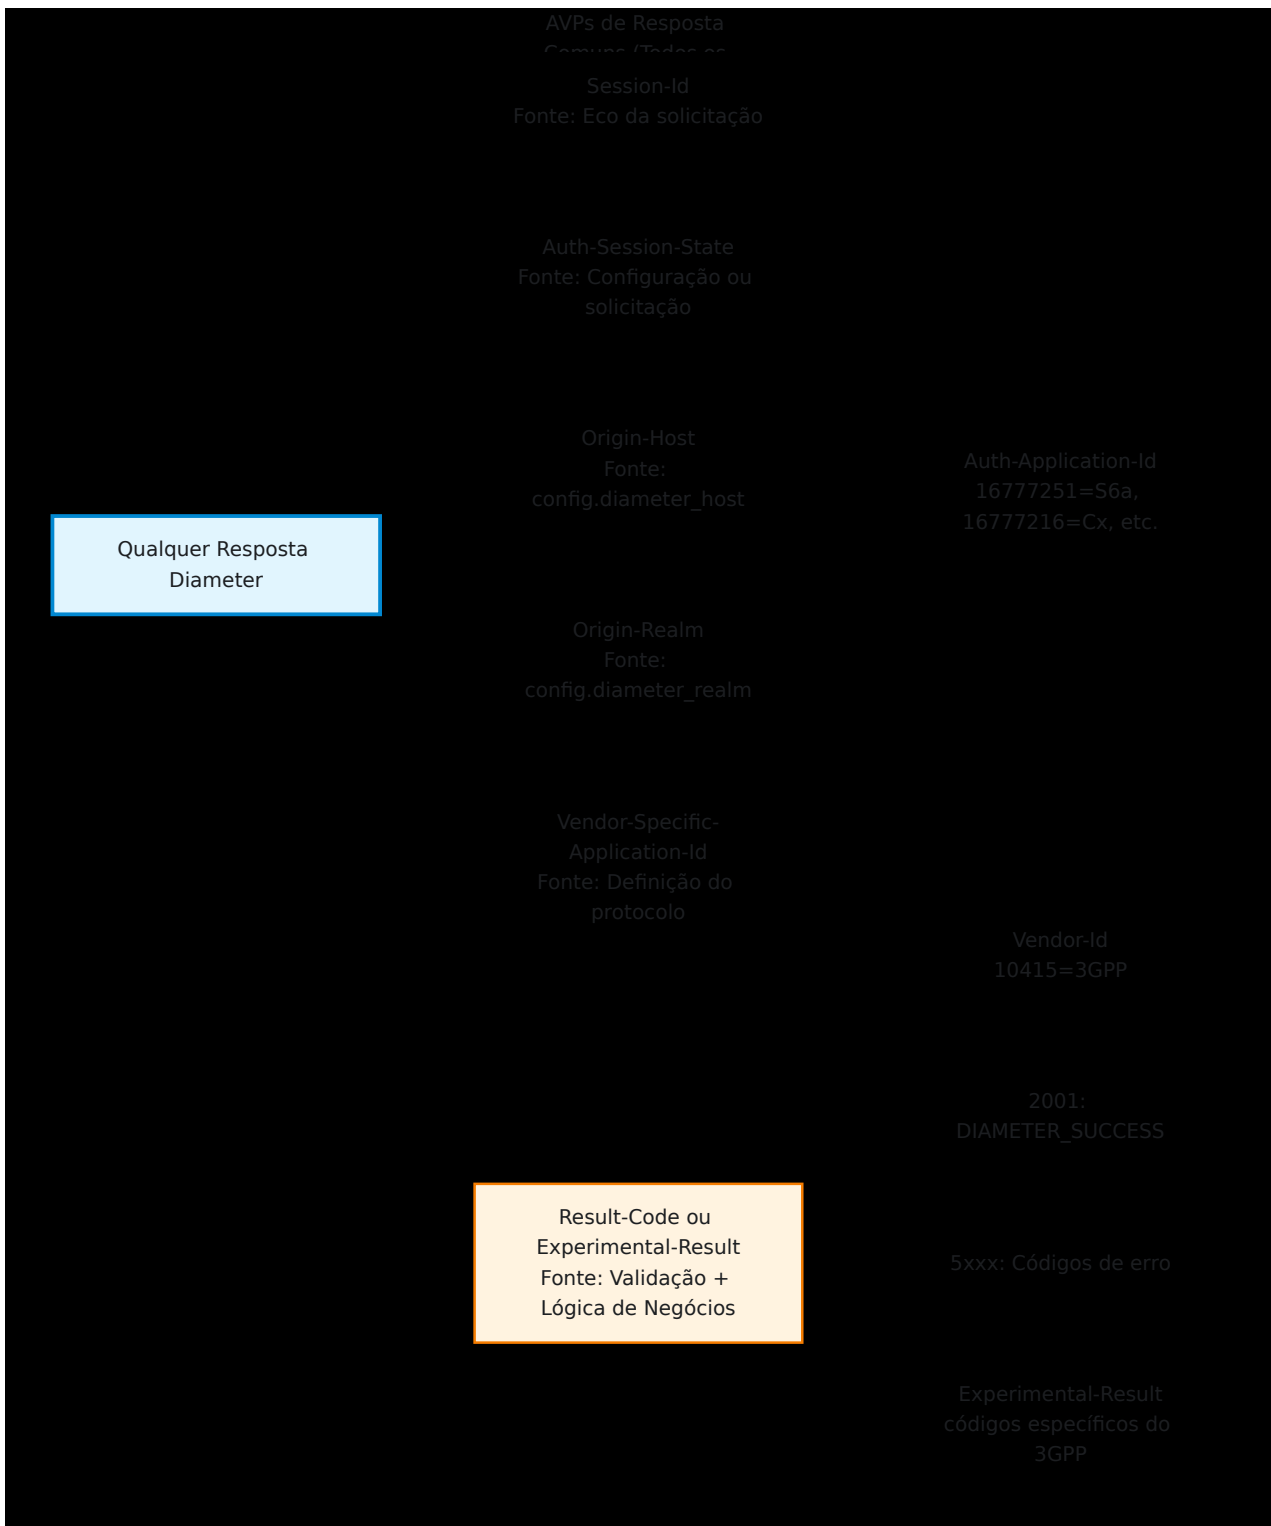 AVPs de Resposta
Comuns (Todos os
Session-Id
Fonte: Eco da solicitação
Auth-Session-State
Fonte: Configuração ou
solicitação
Origin-Host
Fonte:
config.diameter_host
Auth-Application-Id
16777251=S6a,
16777216=Cx, etc.
Qualquer Resposta
Diameter
Origin-Realm
Fonte:
config.diameter_realm
Vendor-Specific-
Application-Id
Fonte: Definição do
protocolo
Vendor-Id
10415=3GPP
2001:
DIAMETER_SUCCESS
Result-Code ou
Experimental-Result
Fonte: Validação +
Lógica de Negócios
5xxx: Códigos de erro
Experimental-Result
códigos específicos do
3GPP